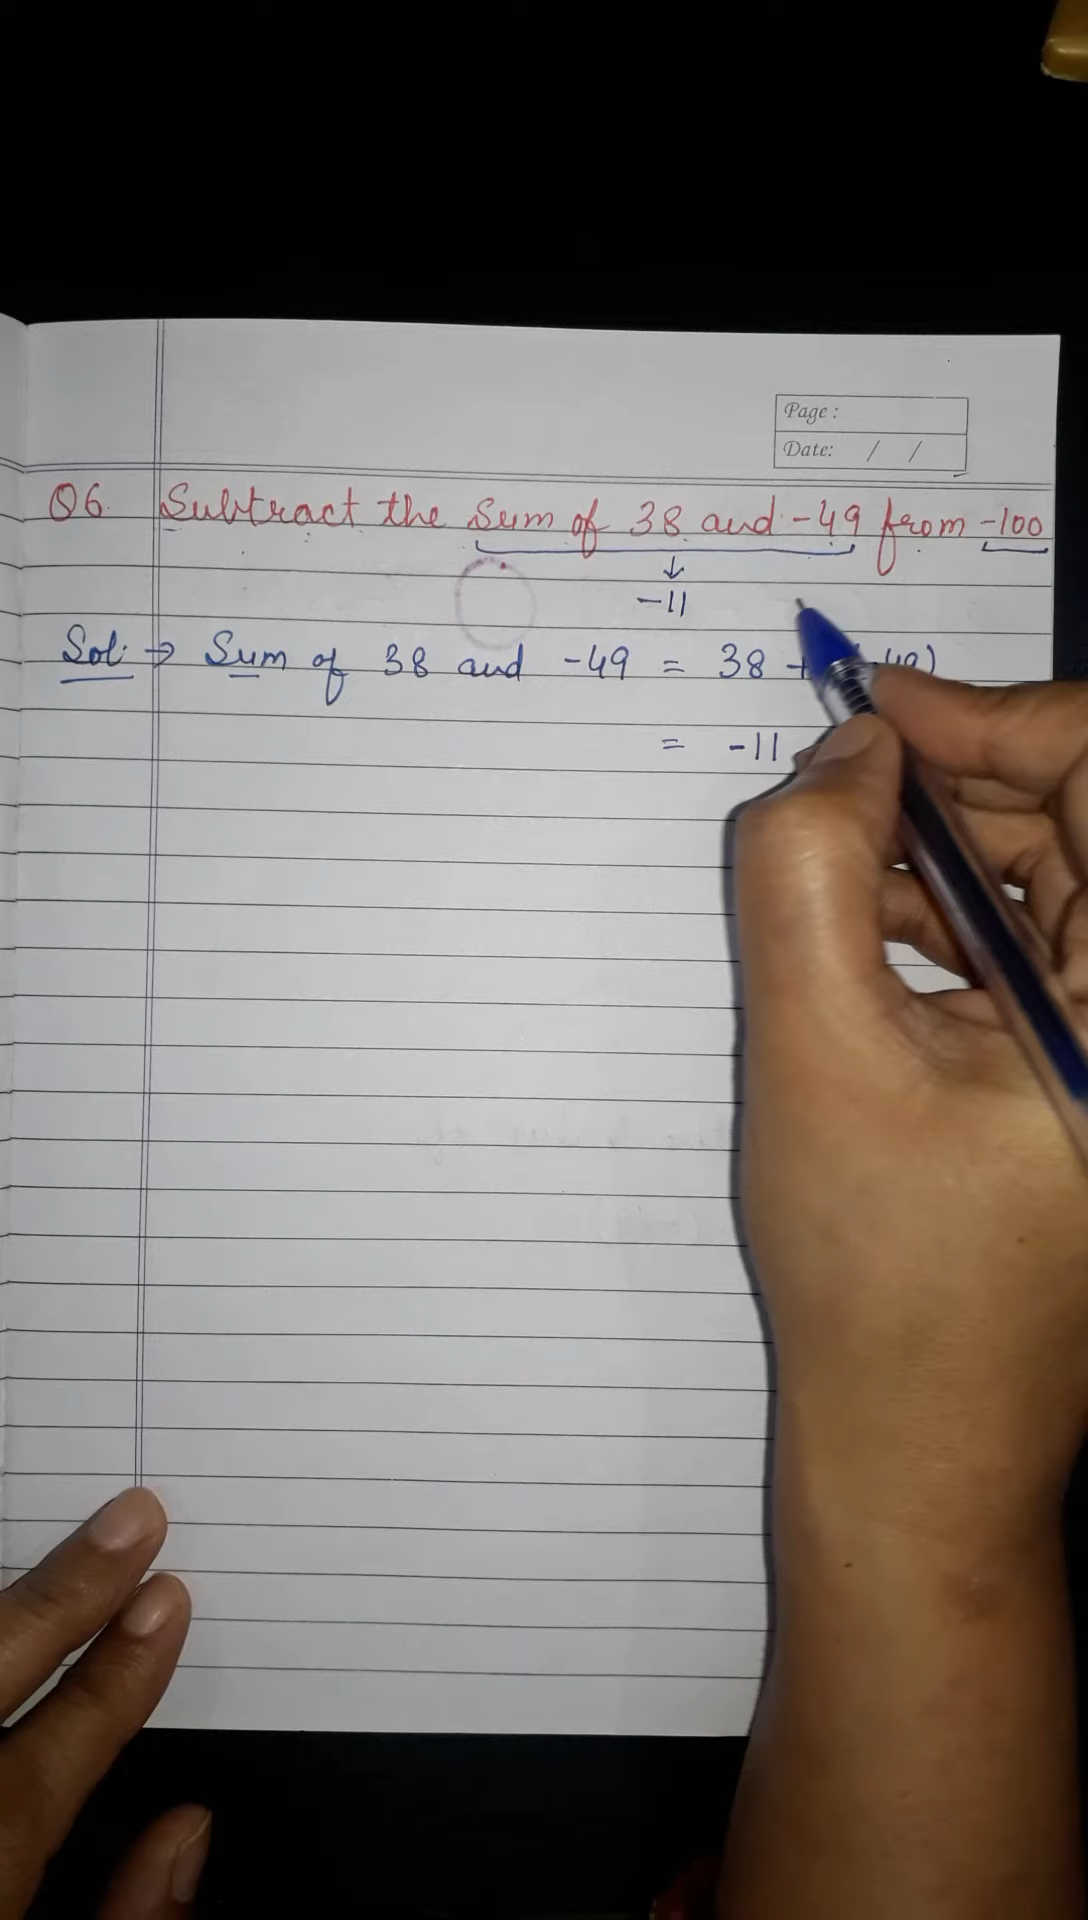 Page :
Date: / /
Q6. Subtract the Sum of 38 and -49 from -100
↓
-11
Sol: → Sum of 38 and -49 = 38 + (-49)
= -11